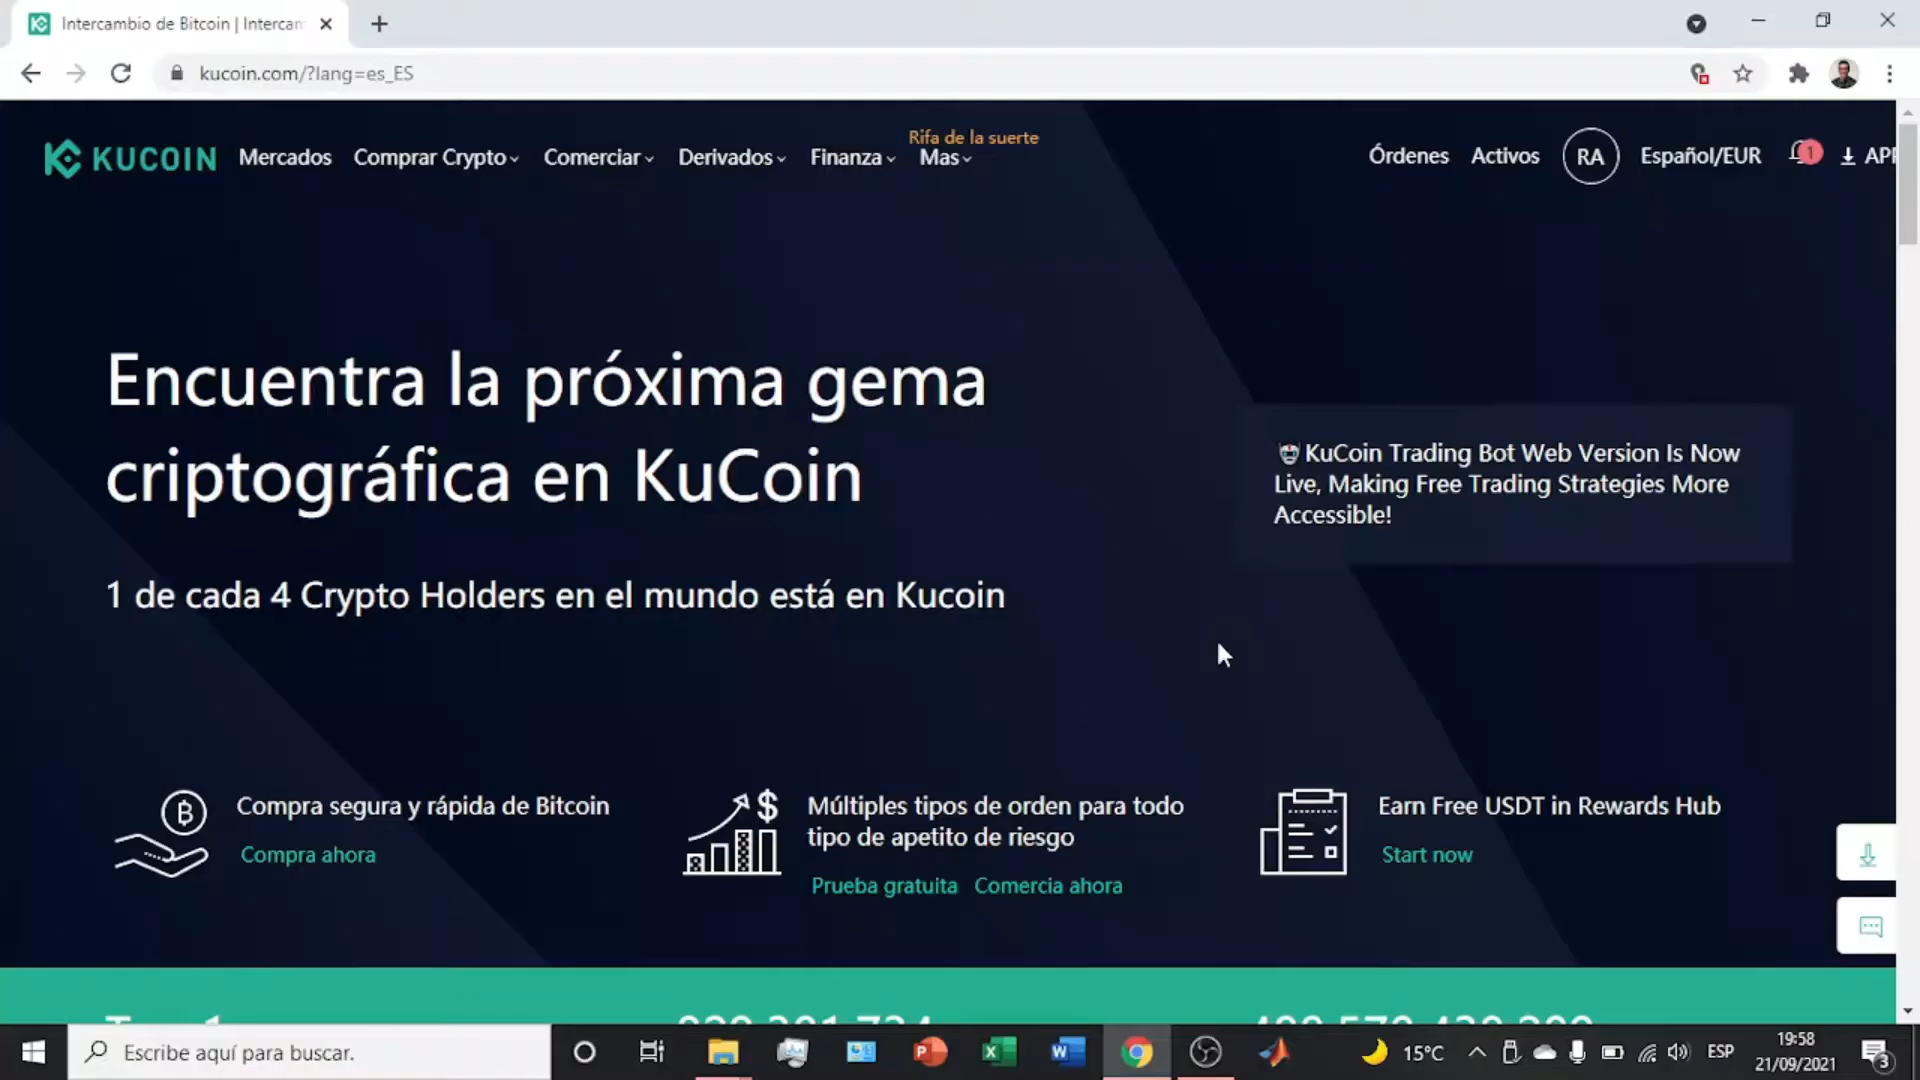 Intercambio de Bitcoin | Intercam
kucoin.com/?lang=es_ES
KUCOIN
Mercados
Comprar Crypto
Comerciar
Derivados
Finanza
Rifa de la suerte
Mas
Órdenes
Activos
RA
Español/EUR
1
APP
Encuentra la próxima gema
criptográfica en KuCoin
1 de cada 4 Crypto Holders en el mundo está en Kucoin
KuCoin Trading Bot Web Version Is Now
Live, Making Free Trading Strategies More
Accessible!
Compra segura y rápida de Bitcoin
Compra ahora
Múltiples tipos de orden para todo
tipo de apetito de riesgo
Prueba gratuita Comercia ahora
Earn Free USDT in Rewards Hub
Start now
Escribe aquí para buscar.
15°C
ESP
19:58
21/09/2021
3